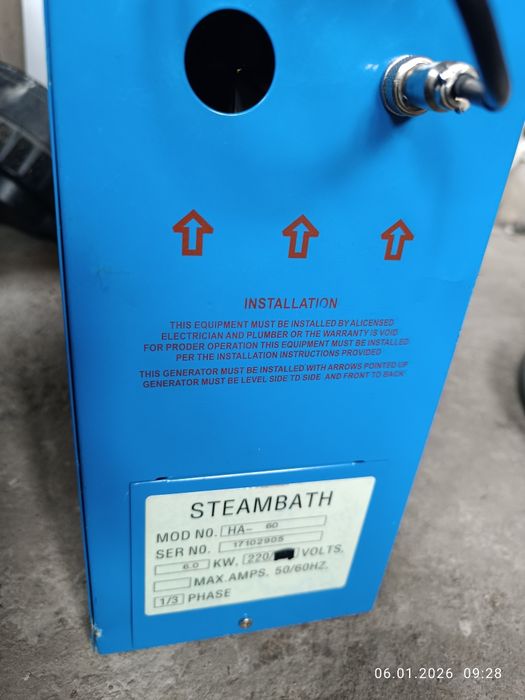 INSTALLATION
THIS EQUIPMENT MUST BE INSTALLED BY ALICENSED
ELECTRICIAN AND PLUMBER OR THE WARRANTY IS VOID
FOR PRODER OPERATION THIS EQUIPMENT MUST BE INSTALLED
PER THE INSTALLATION INSTRUCTIONS PROVIDED
THIS GENERATOR MUST BE INSTALLED WITH ARROWS POINTED UP
GENERATOR MUST BE LEVEL SIDE TD SIDE AND FRONT TO BACK
STEAMBATH
MOD NO. HA- 60
SER NO. 17102905
6.0 KW. 220/ VOLTS.
MAX.AMPS. 50/60HZ.
1/3 PHASE
06.01.2026 09:28